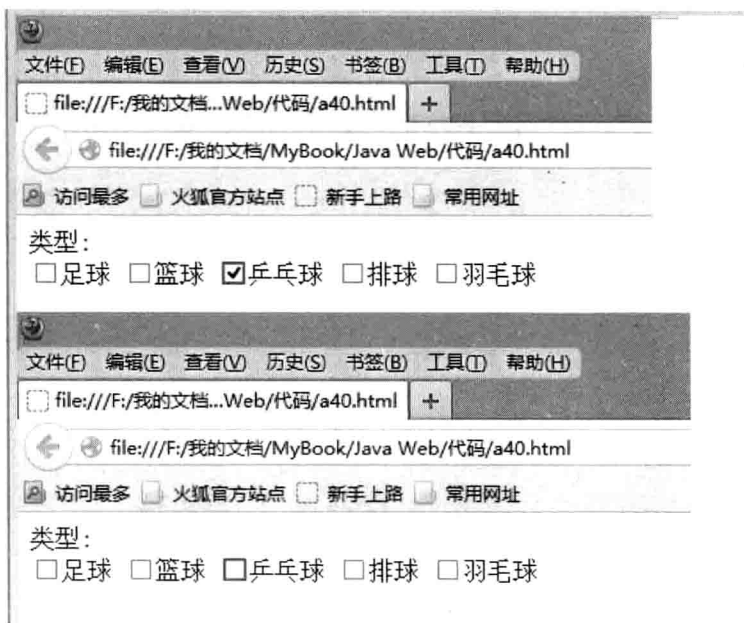 文件(F) 编辑(E) 查看(V) 历史(S) 书签(B) 工具(T) 帮助(H)
file:///F:/我的文档...Web/代码/a40.html +
file:///F:/我的文档/MyBook/Java Web/代码/a40.html
访问最多 火狐官方站点 新手上路 常用网址
类型:
足球 篮球 乒乓球 排球 羽毛球
文件(F) 编辑(E) 查看(V) 历史(S) 书签(B) 工具(T) 帮助(H)
file:///F:/我的文档...Web/代码/a40.html +
file:///F:/我的文档/MyBook/Java Web/代码/a40.html
访问最多 火狐官方站点 新手上路 常用网址
类型:
足球 篮球 乒乓球 排球 羽毛球